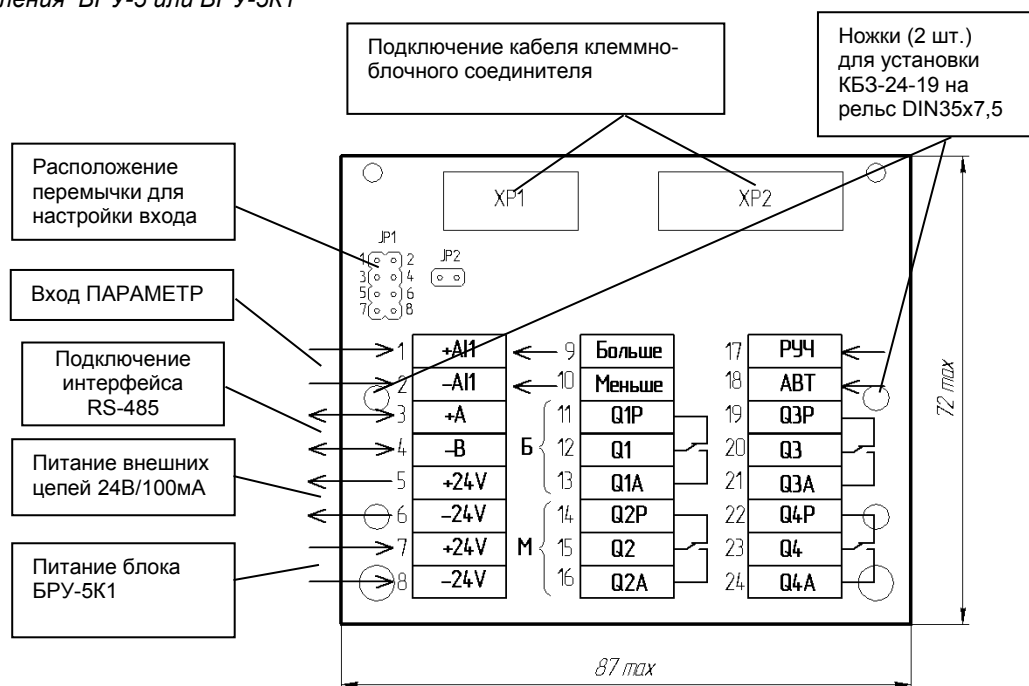 БРУ-5 или БРУ-5К1
Подключение кабеля клеммно-
блочного соединителя
Ножки (2 шт.)
для установки
КБЗ-24-19 на
рельс DIN35x7,5
Расположение
перемычки для
настройки входа
Вход ПАРАМЕТР
Подключение
интерфейса
RS-485
Питание внешних
цепей 24В/100мА
Питание блока
БРУ-5К1
XP1
XP2
JP1
JP2
1 2
3 4
5 6
7 8
1 +AI1
2 –AI1
3 +A
4 –B
5 +24V
6 –24V
7 +24V
8 –24V
9 Больше
10 Меньше
Б
11 Q1P
12 Q1
13 Q1A
М
14 Q2P
15 Q2
16 Q2A
17 РУЧ
18 АВТ
19 Q3P
20 Q3
21 Q3A
22 Q4P
23 Q4
24 Q4A
72 max
87 max